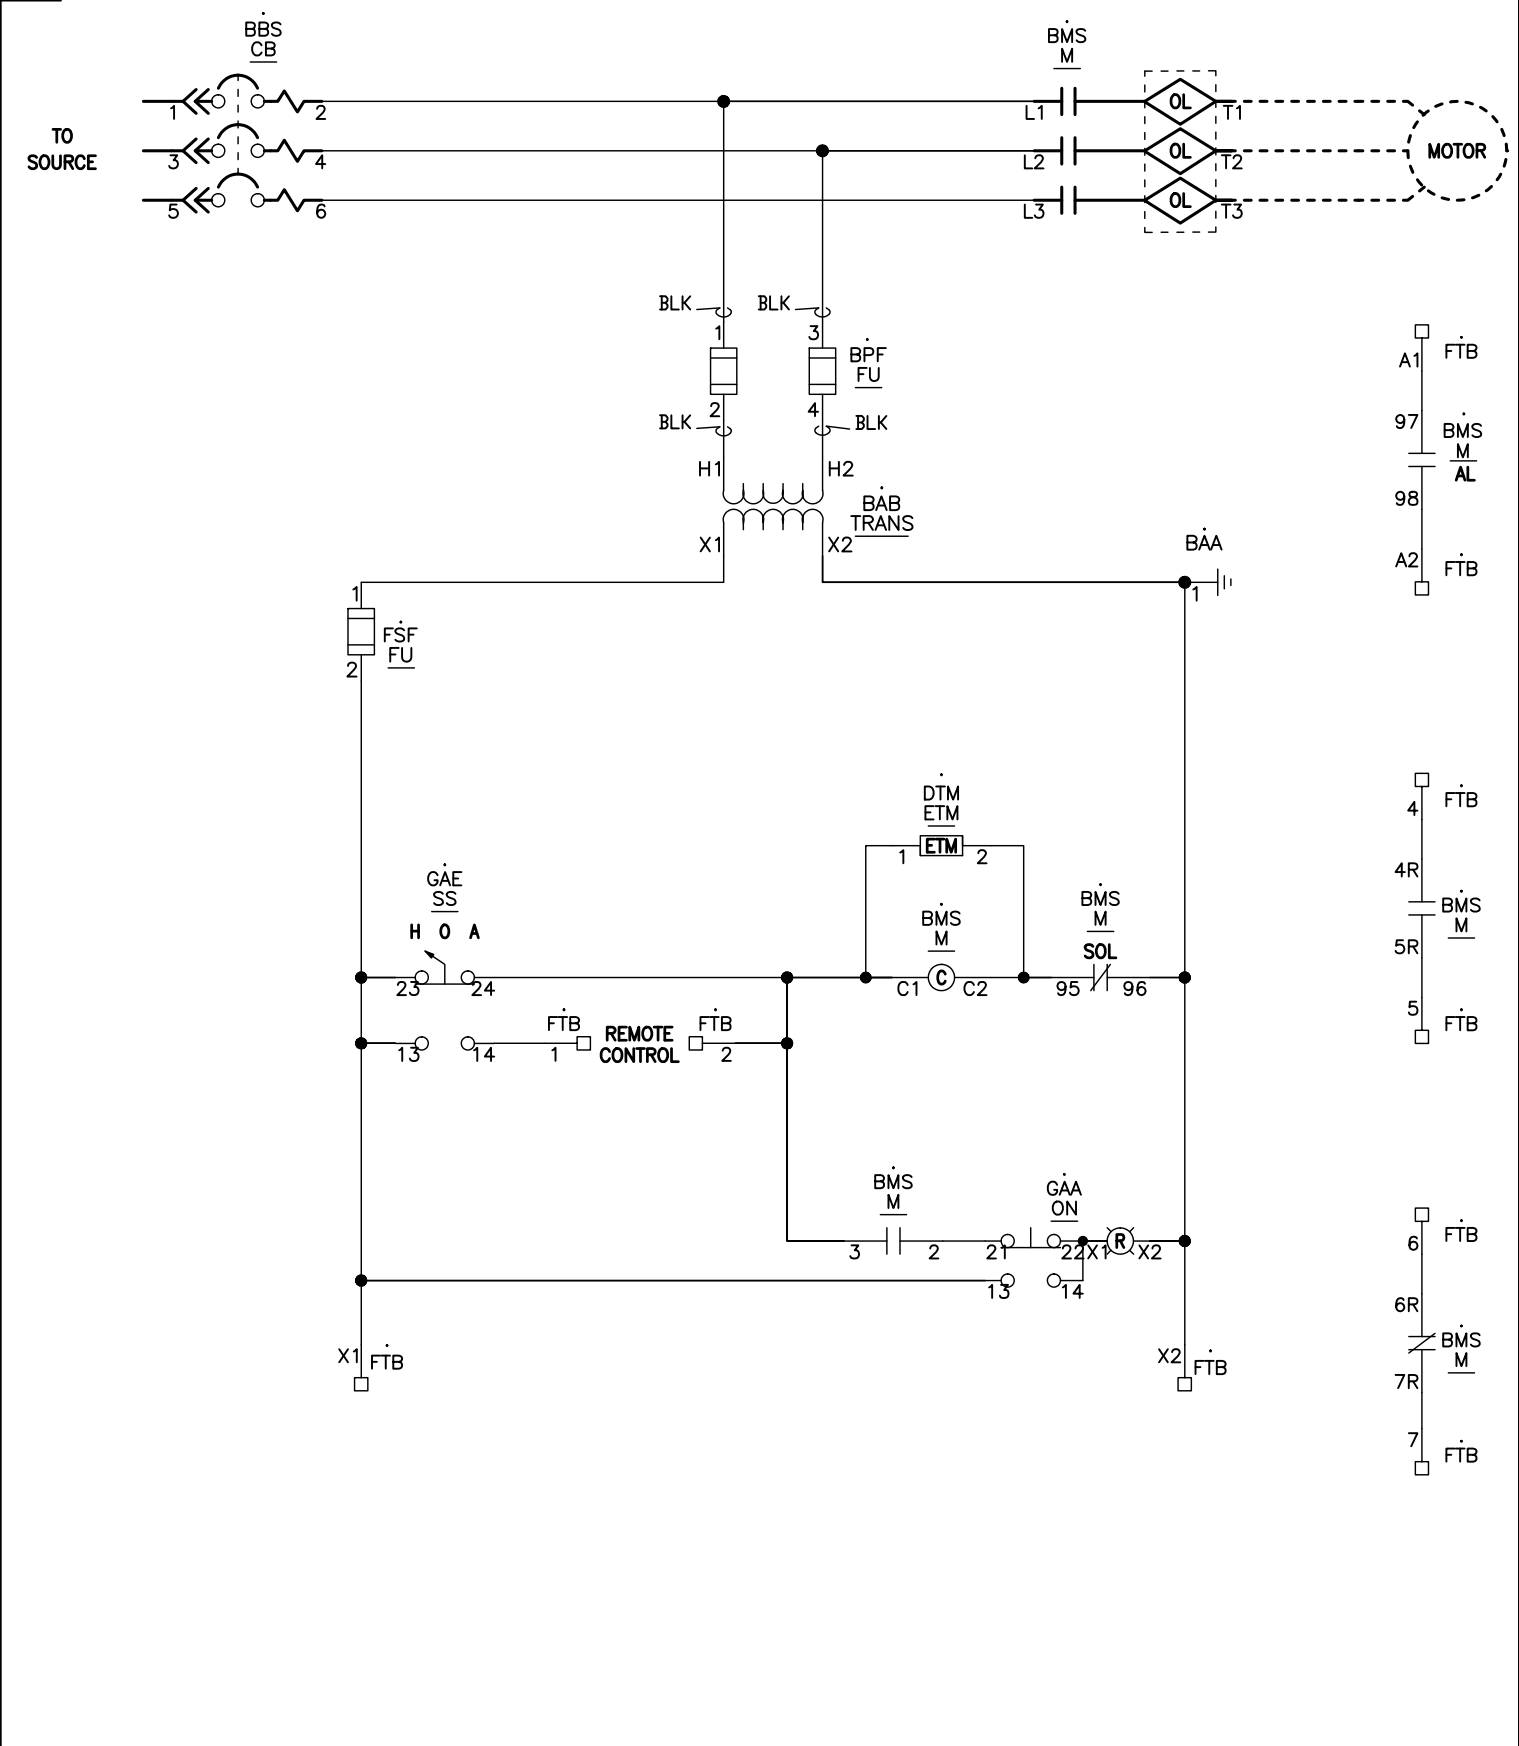 BBS
CB
BMS
M
1
2
L1
OL
T1
TO
SOURCE
3
4
L2
OL
T2
MOTOR
5
6
L3
OL
T3
BLK
BLK
1
3
BPF
FU
2
4
BLK
BLK
H1
H2
BAB
TRANS
X1
X2
BAA
1
1
FSF
FU
2
A1
FTB
97
BMS
M
AL
98
A2
FTB
DTM
ETM
1
ETM
2
GAE
SS
H O A
BMS
M
BMS
M
SOL
23
24
C1
C
C2
95
96
13
14
FTB
1
REMOTE
CONTROL
FTB
2
4
FTB
4R
BMS
M
5R
5
FTB
BMS
M
GAA
ON
3
2
21
22
X1
R
X2
13
14
X1
FTB
X2
FTB
6
FTB
6R
BMS
M
7R
7
FTB